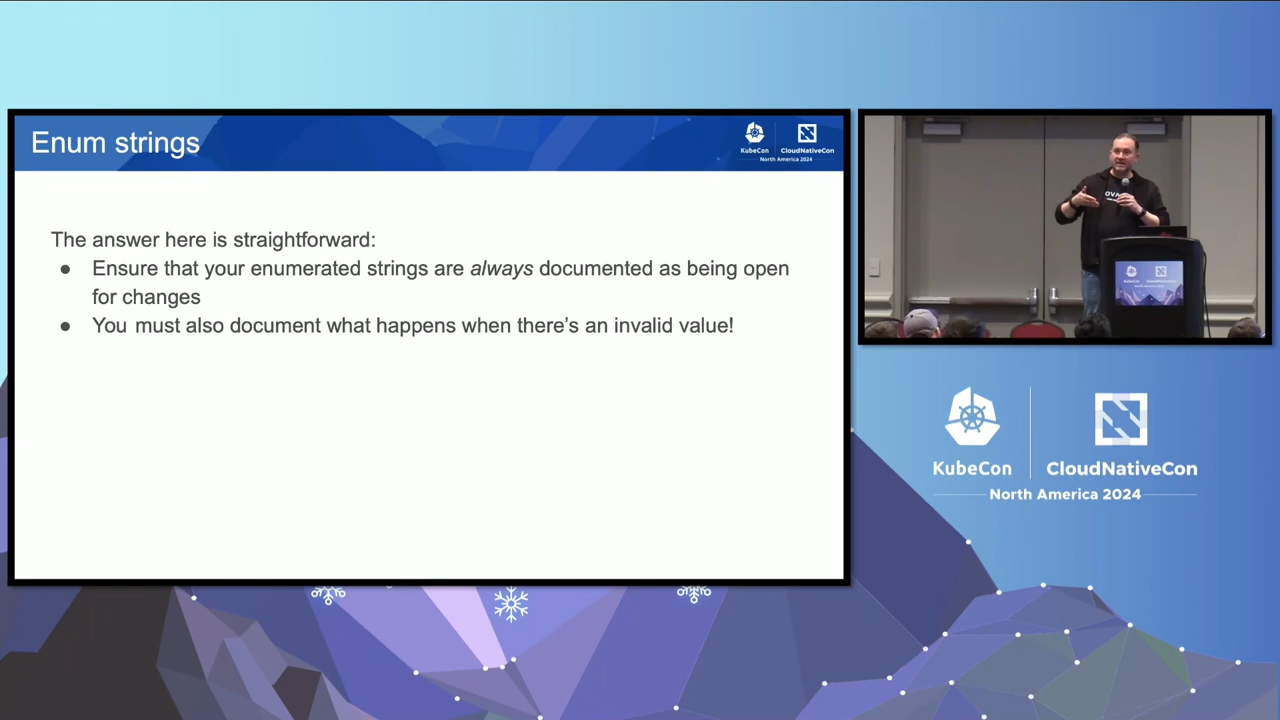 Enum strings
KubeCon
CloudNativeCon
North America 2024
The answer here is straightforward:
● Ensure that your enumerated strings are always documented as being open
for changes
● You must also document what happens when there's an invalid value!
KubeCon
CloudNativeCon
North America 2024